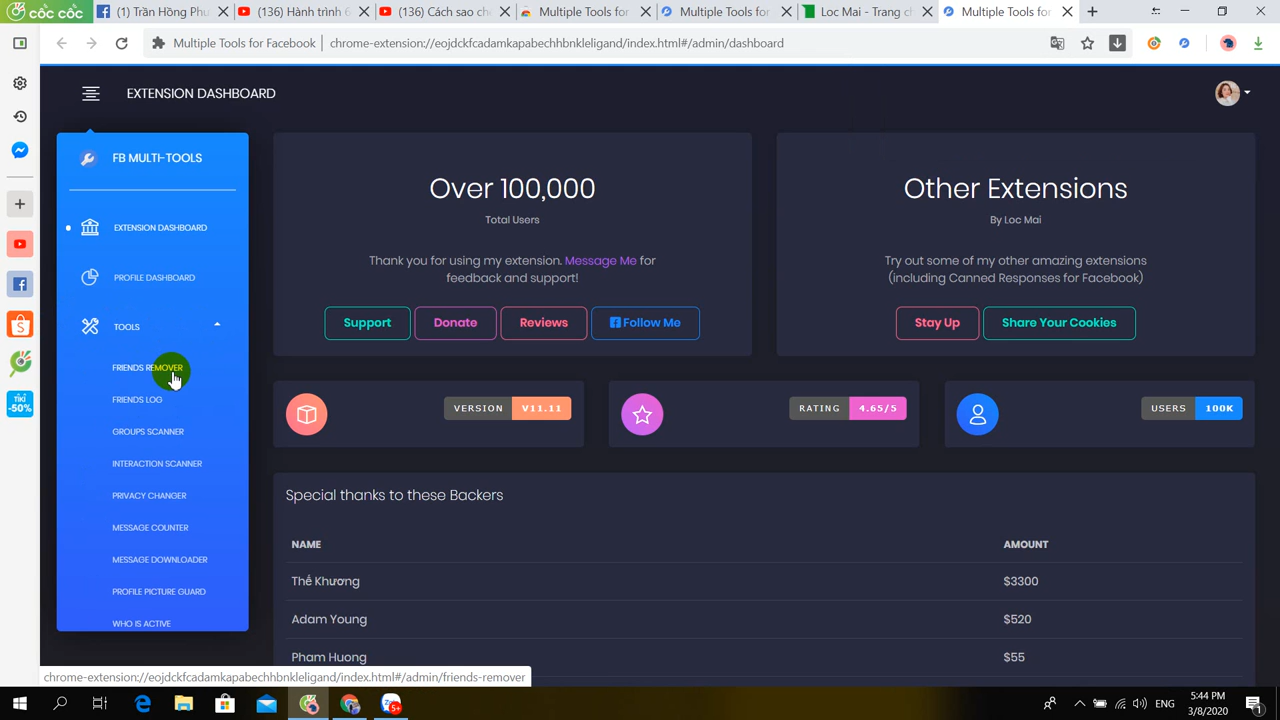 cốc cốc
(1) Trần Hồng Phu
(136) Hành trình 6
(136) Cách sử
Multiple Tools for
Multiple Tools for
Loc Mai - Trang ch
Multiple Tools for
Multiple Tools for Facebook
chrome-extension://eojdckfcadamkapabechhbnkleligand/index.html#/admin/dashboard
EXTENSION DASHBOARD
FB MULTI-TOOLS
EXTENSION DASHBOARD
PROFILE DASHBOARD
TOOLS
FRIENDS REMOVER
FRIENDS LOG
GROUPS SCANNER
INTERACTION SCANNER
PRIVACY CHANGER
MESSAGE COUNTER
MESSAGE DOWNLOADER
PROFILE PICTURE GUARD
WHO IS ACTIVE
Over 100,000
Total Users
Thank you for using my extension. Message Me for
feedback and support!
Support
Donate
Reviews
Follow Me
Other Extensions
By Loc Mai
Try out some of my other amazing extensions
(including Canned Responses for Facebook)
Stay Up
Share Your Cookies
VERSION V11.11
RATING 4.65/5
USERS 100K
Special thanks to these Backers
NAME AMOUNT
Thế Khương $3300
Adam Young $520
Pham Huong $55
TIKI
-50%
chrome-extension://eojdckfcadamkapabechhbnkleligand/index.html#/admin/friends-remover
5+
ENG
5:44 PM
3/8/2020
1